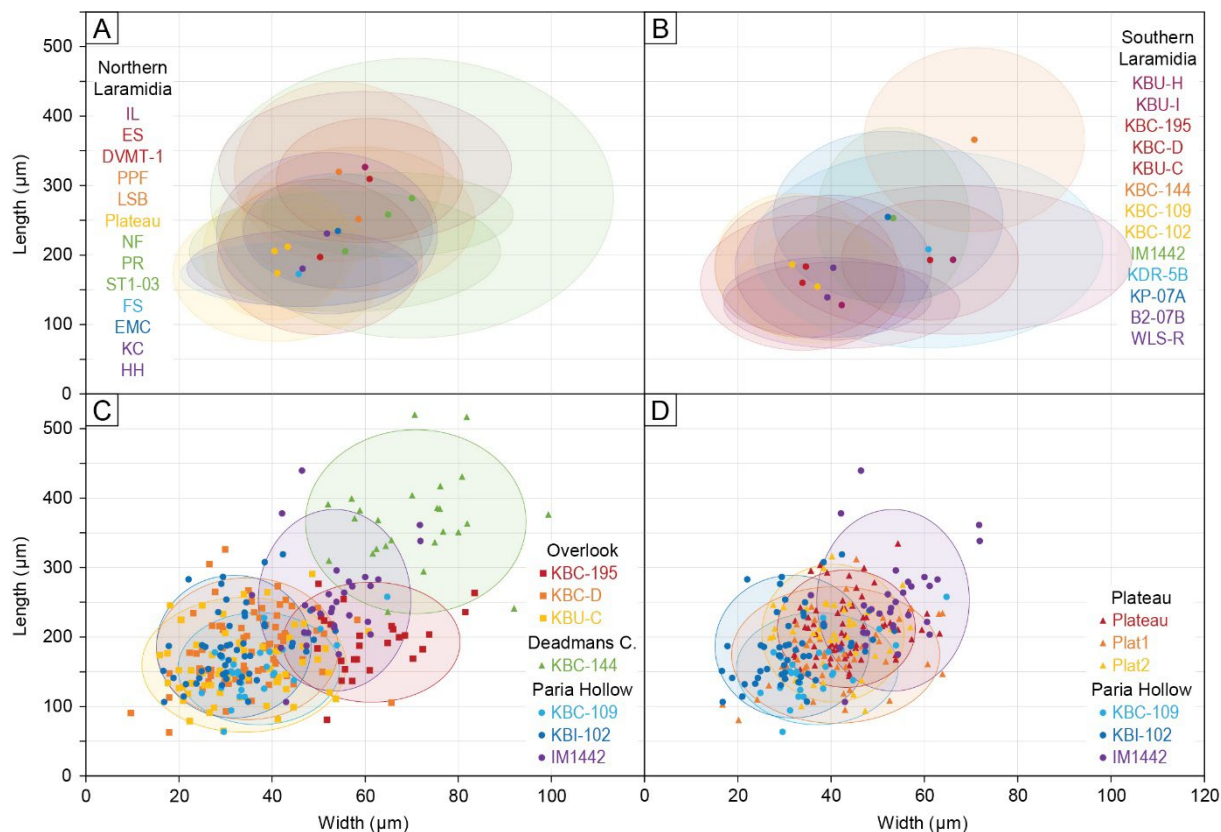 A
B
Length (µm)
500
400
300
200
100
0
Northern
Laramidia
IL
ES
DVMT-1
PPF
LSB
Plateau
NF
PR
ST1-03
FS
EMC
KC
HH
Southern
Laramidia
KBU-H
KBU-I
KBC-195
KBC-D
KBU-C
KBC-144
KBC-109
KBC-102
IM1442
KDR-5B
KP-07A
B2-07B
WLS-R
C
D
Length (µm)
500
400
300
200
100
0
Overlook
KBC-195
KBC-D
KBU-C
Deadmans C.
KBC-144
Paria Hollow
KBC-109
KBI-102
IM1442
Plateau
Plateau
Plat1
Plat2
Paria Hollow
KBC-109
KBI-102
IM1442
20 40 60 80 100
20 40 60 80 100 120
Width (µm)
Width (µm)